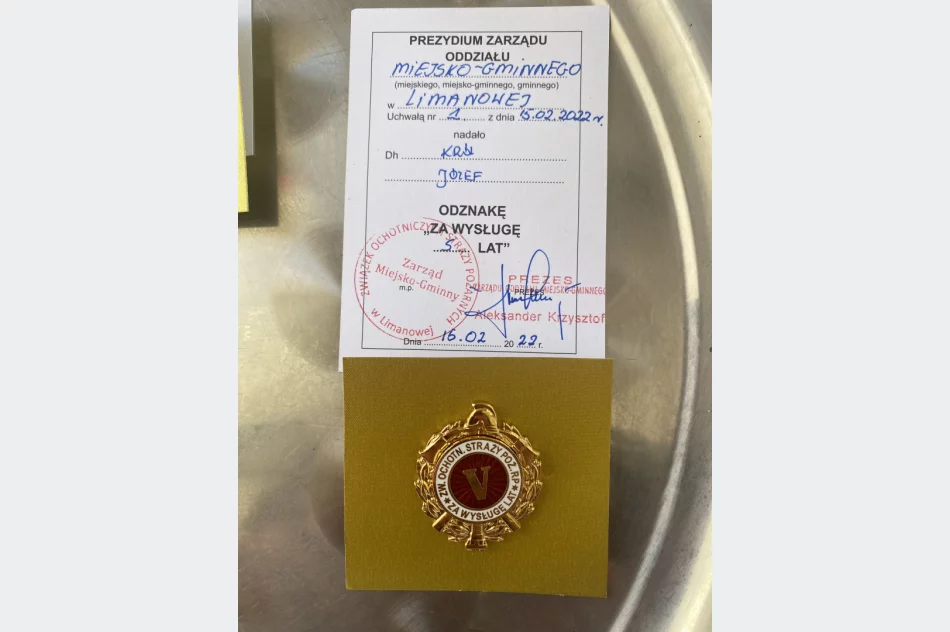 PREZYDIUM ZARZĄDU
ODDZIAŁU
MIEJSKO-GMINNEGO
(miejskiego, miejsko-gminnego, gminnego)
w LIMANOWEJ
Uchwałą nr 1 z dnia 15.02.2022 r.
nadało
Dh KRÓL
JÓZEF
ODZNAKĘ
„ZA WYSŁUGĘ
5 LAT”
ZWIĄZEK OCHOTNICZYCH STRAŻY POŻARNYCH
Zarząd
Miejsko-Gminny
w Limanowej
m.p.
PREZES
ZARZĄDU ODDZIAŁU MIEJSKO-GMINNEGO
PREZES
Aleksander Krzysztof
Dnia 15.02 2022 r.
ZW. OCHOTN. STRAŻY POŻ. RP
V
ZA WYSŁUGĘ LAT